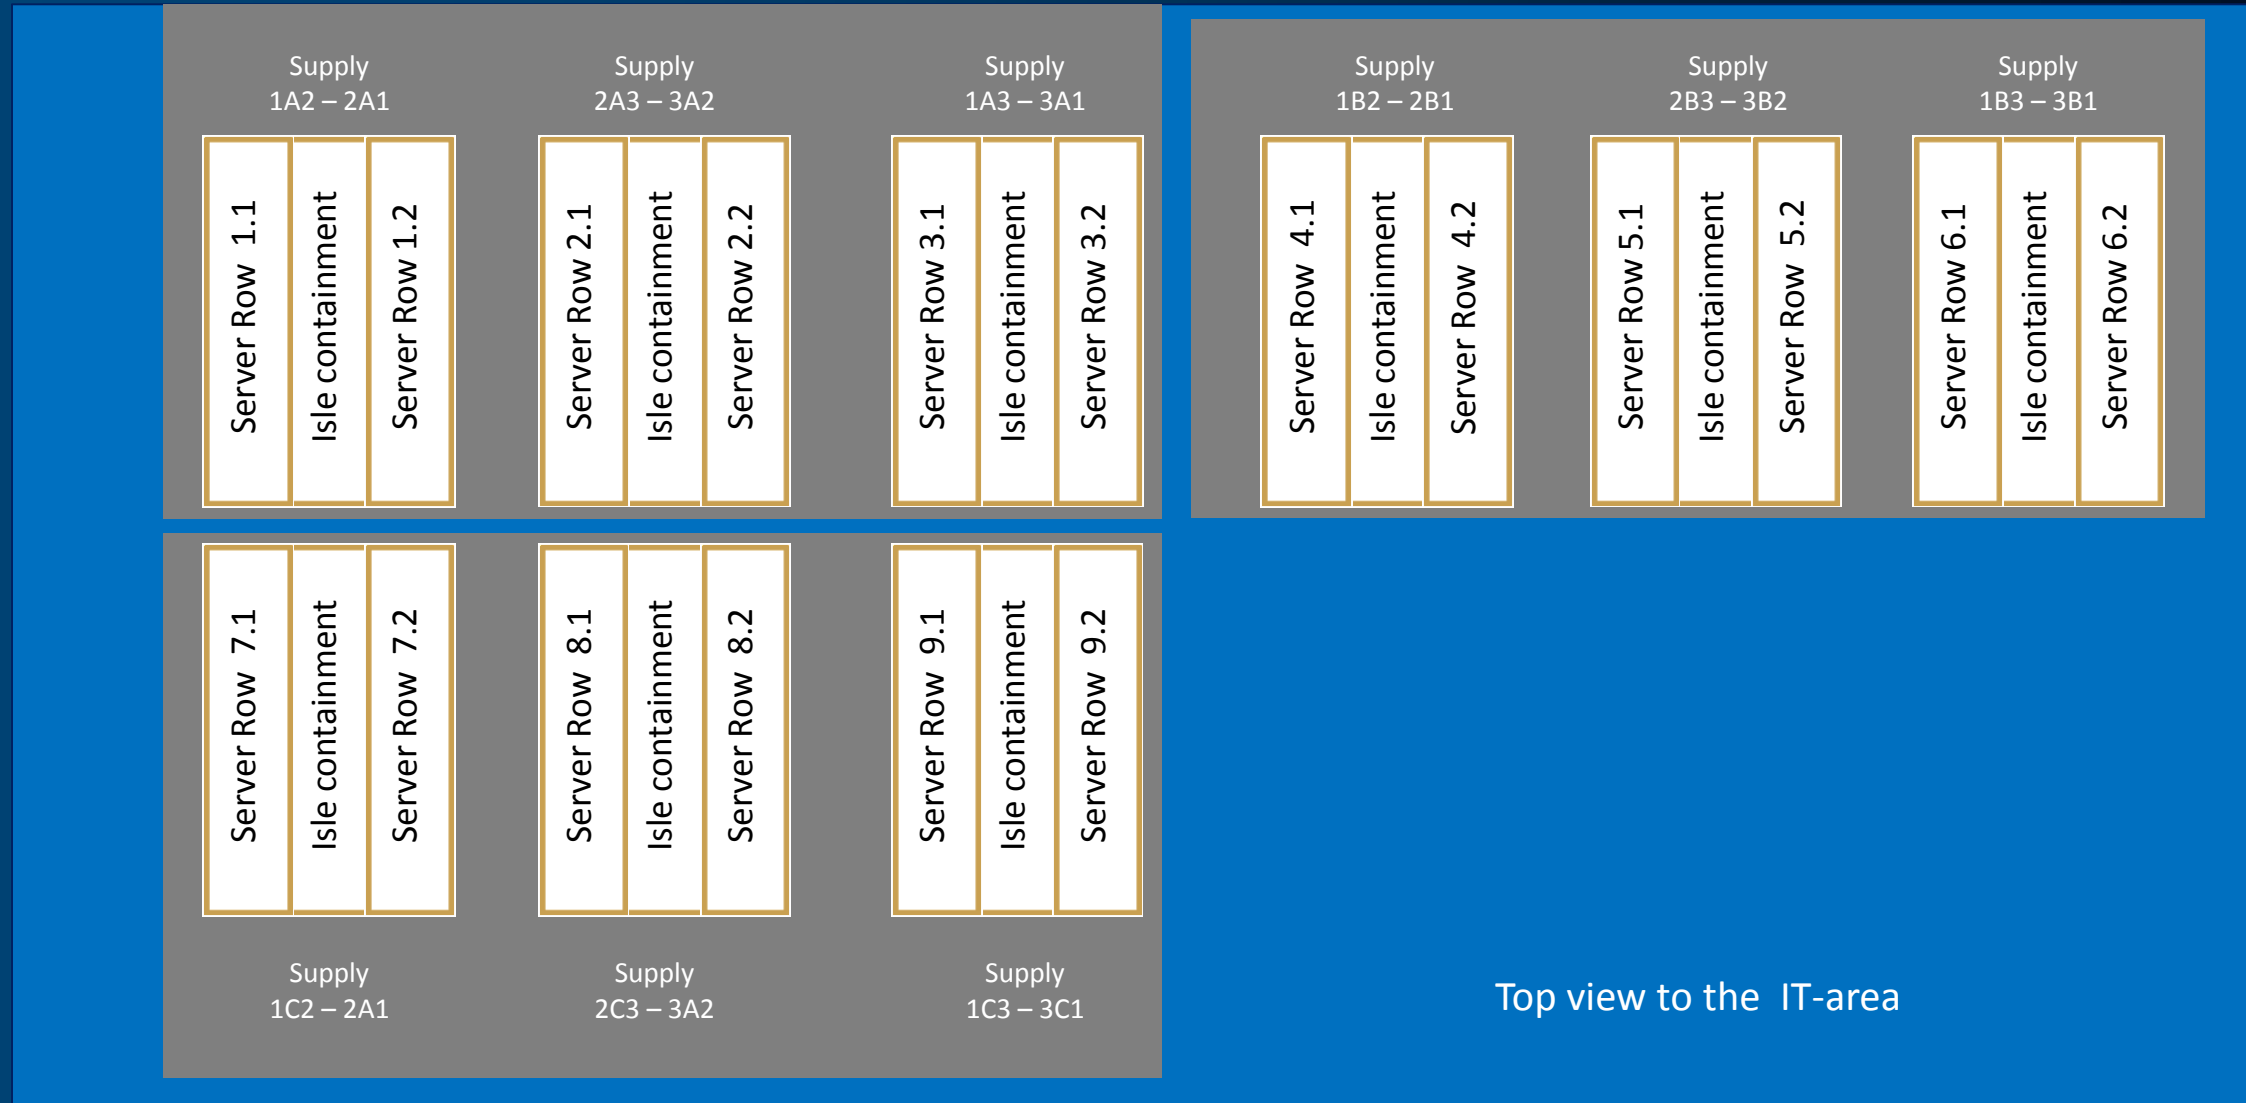 Supply
1A2 – 2A1
Supply
2A3 – 3A2
Supply
1A3 – 3A1
Supply
1B2 – 2B1
Supply
2B3 – 3B2
Supply
1B3 – 3B1
Server Row  1.1
Isle containment
Server Row 1.2
Server Row 2.1
Isle containment
Server Row 2.2
Server Row 3.1
Isle containment
Server Row 3.2
Server Row  4.1
Isle containment
Server Row  4.2
Server Row 5.1
Isle containment
Server Row  5.2
Server Row 6.1
Isle containment
Server Row 6.2
Server Row  7.1
Isle containment
Server Row  7.2
Server Row  8.1
Isle containment
Server Row  8.2
Server Row  9.1
Isle containment
Server Row  9.2
Supply
1C2 – 2A1
Supply
2C3 – 3A2
Supply
1C3 – 3C1
Top view to the  IT-area